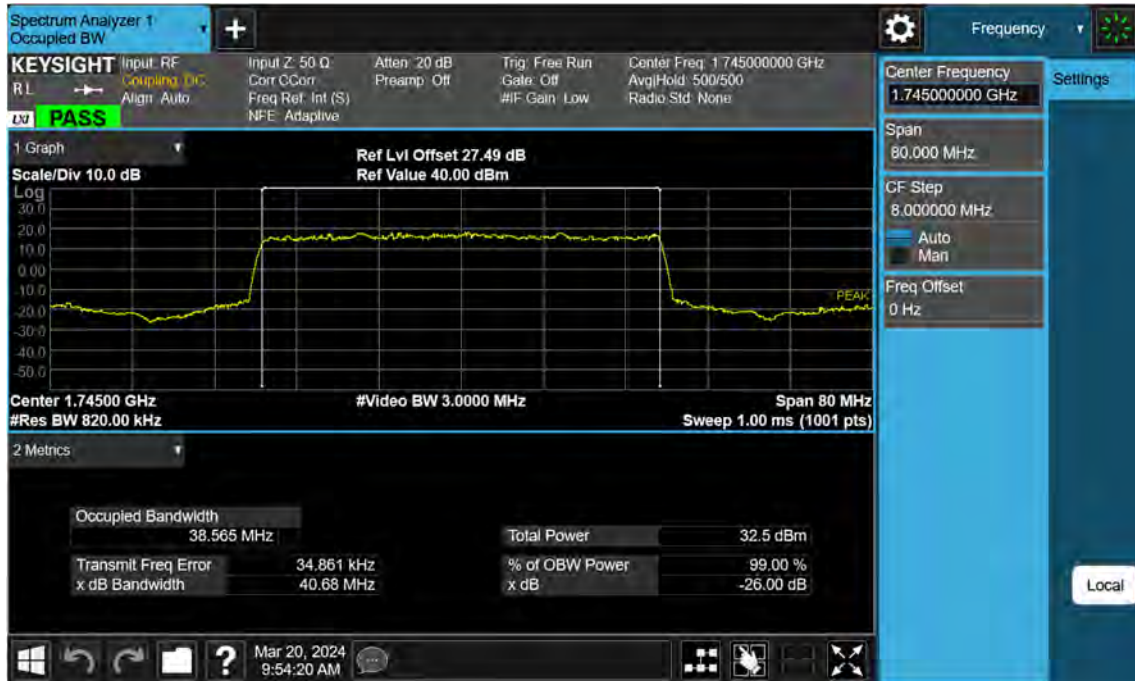 Spectrum Analyzer 1
Occupied BW
+
Frequency
KEYSIGHT
Input: RF
Input Z: 50 Ω
Atten: 20 dB
Trig: Free Run
Center Freq: 1.745000000 GHz
RL
Coupling: DC
Corr CCorr
Preamp: Off
Gate: Off
Avg|Hold: 500/500
Align: Auto
Freq Ref: Int (S)
#IF Gain: Low
Radio Std: None
LXI PASS
NFE: Adaptive
Center Frequency
1.745000000 GHz
Settings
Span
80.000 MHz
CF Step
8.000000 MHz
Auto
Man
Freq Offset
0 Hz
Local
1 Graph
Ref Lvl Offset 27.49 dB
Scale/Div 10.0 dB
Ref Value 40.00 dBm
Log
30.0
20.0
10.0
0.00
-10.0
-20.0
-30.0
-40.0
-50.0
PEAK
Center 1.74500 GHz
#Video BW 3.0000 MHz
Span 80 MHz
#Res BW 820.00 kHz
Sweep 1.00 ms (1001 pts)
2 Metrics
Occupied Bandwidth
38.565 MHz
Total Power
32.5 dBm
Transmit Freq Error
34.861 kHz
% of OBW Power
99.00 %
x dB Bandwidth
40.68 MHz
x dB
-26.00 dB
?
Mar 20, 2024
9:54:20 AM